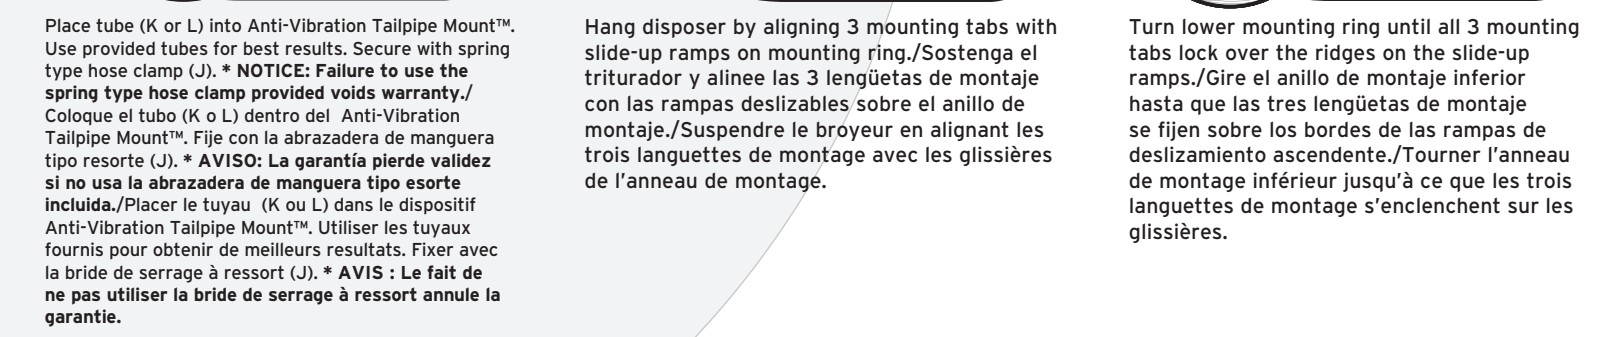 Place tube (K or L) into Anti-Vibration Tailpipe Mount™.
Use provided tubes for best results. Secure with spring
type hose clamp (J). * NOTICE: Failure to use the
spring type hose clamp provided voids warranty./
Coloque el tubo (K o L) dentro del  Anti-Vibration
Tailpipe Mount™. Fije con la abrazadera de manguera
tipo resorte (J). * AVISO: La garantía pierde validez
si no usa la abrazadera de manguera tipo esorte
incluida./Placer le tuyau  (K ou L) dans le dispositif
Anti-Vibration Tailpipe Mount™. Utiliser les tuyaux
fournis pour obtenir de meilleurs resultats. Fixer avec
la bride de serrage à ressort (J). * AVIS : Le fait de
ne pas utiliser la bride de serrage à ressort annule la
garantie.
Hang disposer by aligning 3 mounting tabs with
slide-up ramps on mounting ring./Sostenga el
triturador y alinee las 3 lengüetas de montaje
con las rampas deslizables sobre el anillo de
montaje./Suspendre le broyeur en alignant les
trois languettes de montage avec les glissières
de l'anneau de montage.
Turn lower mounting ring until all 3 mounting
tabs lock over the ridges on the slide-up
ramps./Gire el anillo de montaje inferior
hasta que las tres lengüetas de montaje
se fijen sobre los bordes de las rampas de
deslizamiento ascendente./Tourner l'anneau
de montage inférieur jusqu'à ce que les trois
languettes de montage s'enclenchent sur les
glissières.